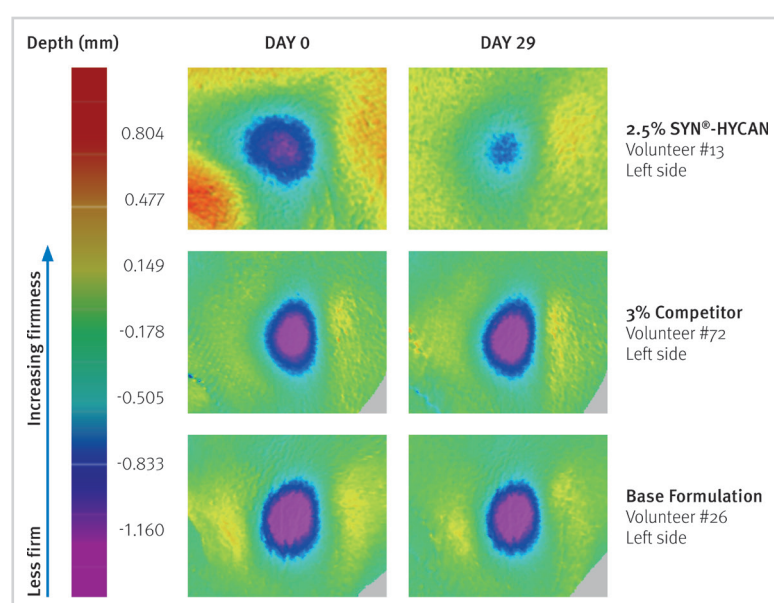 Depth (mm)
DAY 0
DAY 29
0.804
0.477
0.149
-0.178
-0.505
-0.833
-1.160
Increasing firmness
Less firm
2.5% SYN®-HYCAN
Volunteer #13
Left side
3% Competitor
Volunteer #72
Left side
Base Formulation
Volunteer #26
Left side